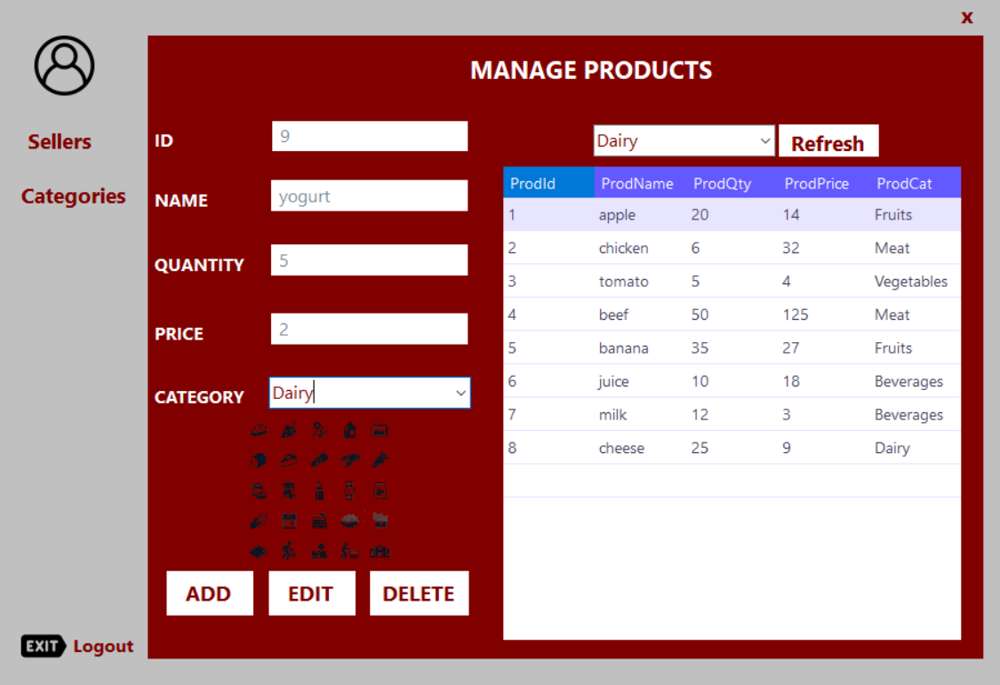 x
MANAGE PRODUCTS
Sellers
Categories
ID 9
NAME yogurt
QUANTITY 5
PRICE 2
CATEGORY Dairy
ADD EDIT DELETE
Dairy Refresh
ProdId ProdName ProdQty ProdPrice ProdCat
1 apple 20 14 Fruits
2 chicken 6 32 Meat
3 tomato 5 4 Vegetables
4 beef 50 125 Meat
5 banana 35 27 Fruits
6 juice 10 18 Beverages
7 milk 12 3 Beverages
8 cheese 25 9 Dairy
EXIT Logout